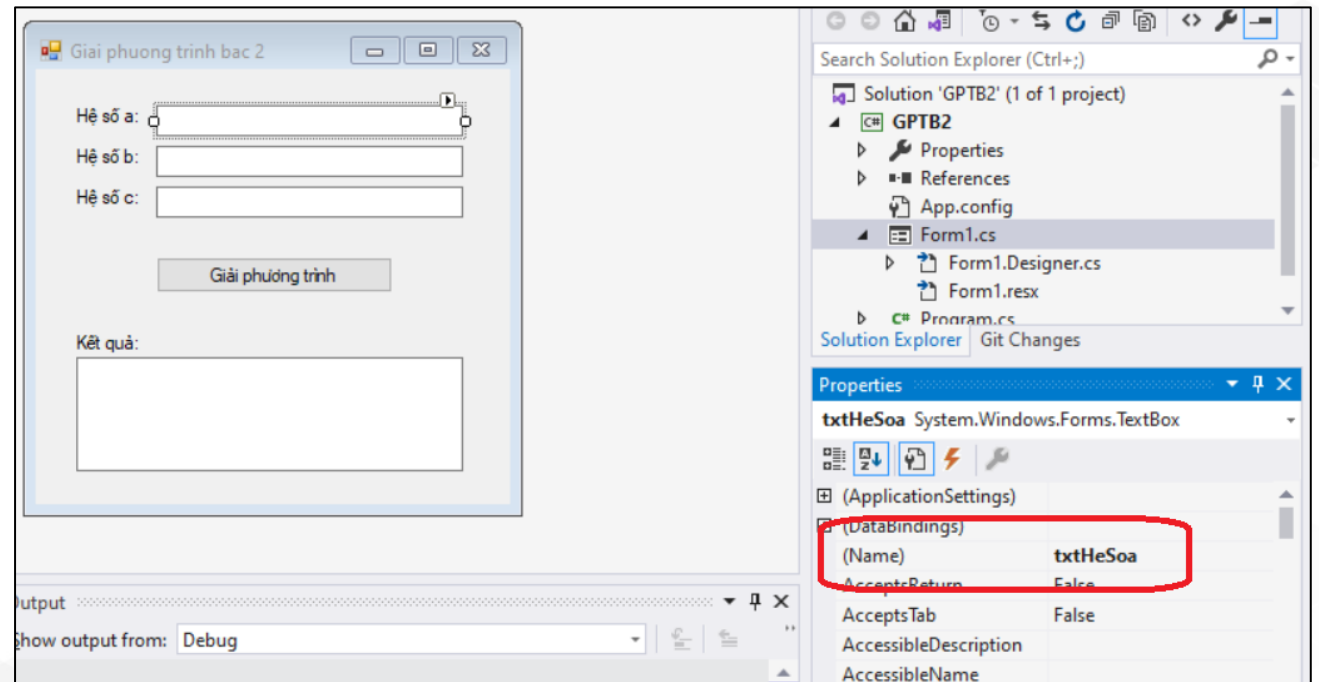 Giai phuong trinh bac 2
Hệ số a:
Hệ số b:
Hệ số c:
Giải phương trình
Kết quả:
Output
Show output from: Debug
Search Solution Explorer (Ctrl+;)
Solution 'GPTB2' (1 of 1 project)
C# GPTB2
Properties
References
App.config
Form1.cs
Form1.Designer.cs
Form1.resx
C# Program.cs
Solution Explorer Git Changes
Properties
txtHeSoa System.Windows.Forms.TextBox
(ApplicationSettings)
(DataBindings)
(Name) txtHeSoa
AcceptsReturn False
AcceptsTab False
AccessibleDescription
AccessibleName